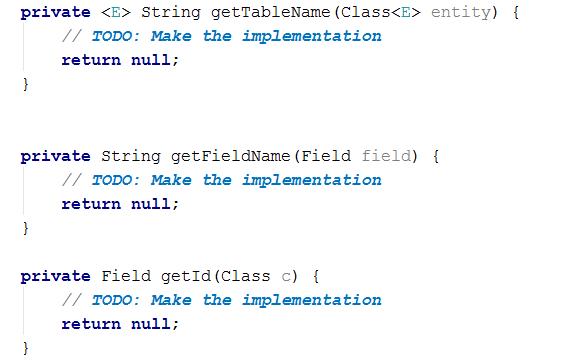 private <E> String getTableName(Class<E> entity) {
    // TODO: Make the implementation
    return null;
}
private String getFieldName(Field field) {
    // TODO: Make the implementation
    return null;
}
private Field getId(Class c) {
    // TODO: Make the implementation
    return null;
}